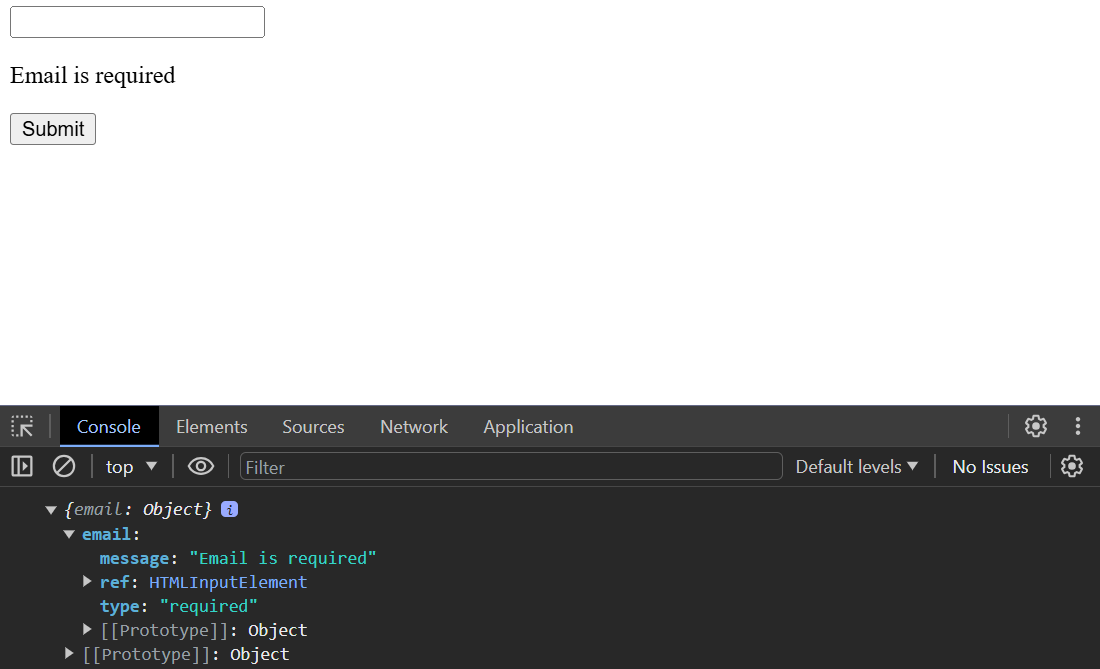 Email is required
Submit
Console Elements Sources Network Application
top Filter Default levels No Issues
{email: Object} i
email:
message: "Email is required"
ref: HTMLInputElement
type: "required"
[[Prototype]]: Object
[[Prototype]]: Object